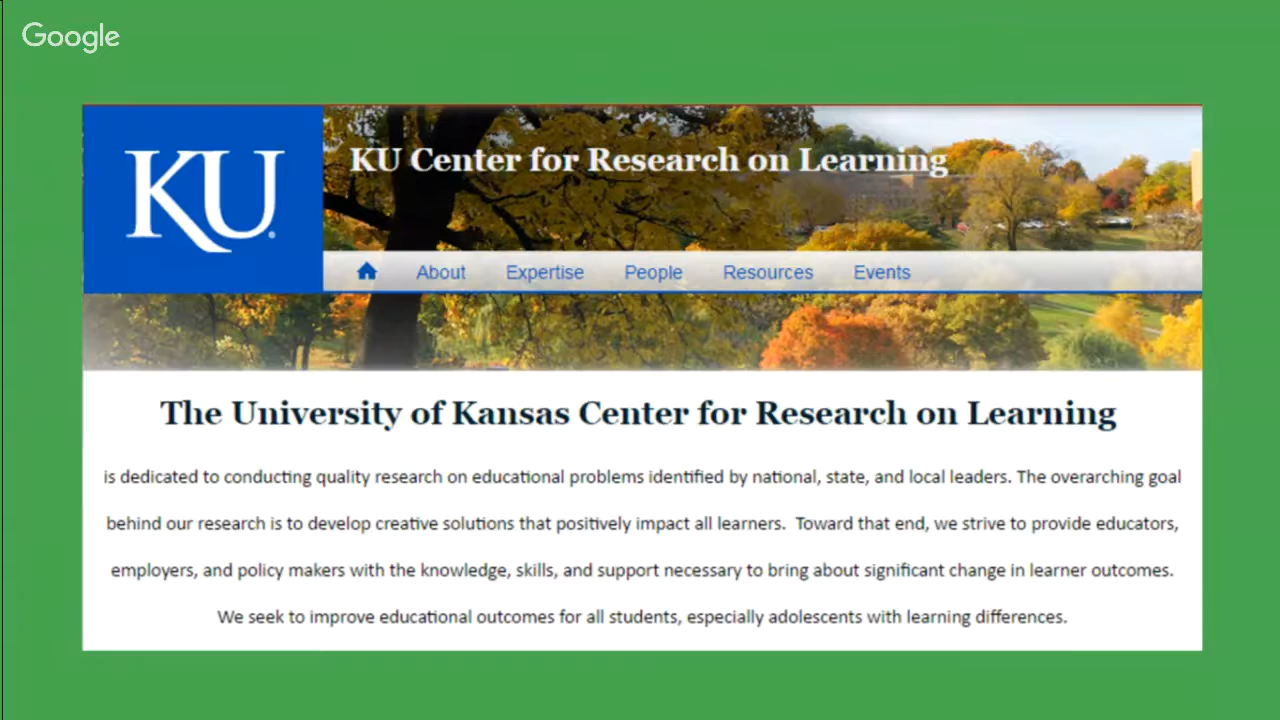 Google
KU
KU Center for Research on Learning
About Expertise People Resources Events
The University of Kansas Center for Research on Learning
is dedicated to conducting quality research on educational problems identified by national, state, and local leaders. The overarching goal
behind our research is to develop creative solutions that positively impact all learners.  Toward that end, we strive to provide educators,
employers, and policy makers with the knowledge, skills, and support necessary to bring about significant change in learner outcomes.
We seek to improve educational outcomes for all students, especially adolescents with learning differences.